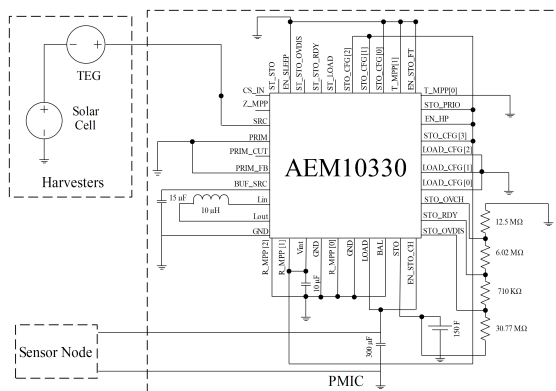 TEG
Solar
Cell
Harvesters
CS_IN
Z_MPP
SRC
PRIM
PRIM_CUT
PRIM_FB
BUF_SRC
Lin
Lout
GND
15 μF
10 μH
ST_STO
EN_SLEEP
ST_STO_OVDIS
ST_STO_RDY
ST_LOAD
STO_CFG[2]
STO_CFG[1]
STO_CFG[0]
T_MPP[1]
EN_STO_FT
T_MPP[0]
STO_PRIO
EN_HP
STO_CFG[3]
LOAD_CFG[2]
LOAD_CFG[1]
LOAD_CFG[0]
STO_OVCH
STO_RDY
STO_OVDIS
AEM10330
R_MPP [2]
R_MPP [1]
Vint
GND
R_MPP [0]
GND
LOAD
BAL
STO
EN_STO_CH
10 μF
12.5 MΩ
6.02 MΩ
710 KΩ
30.77 MΩ
150 F
300 μF
Sensor Node
PMIC